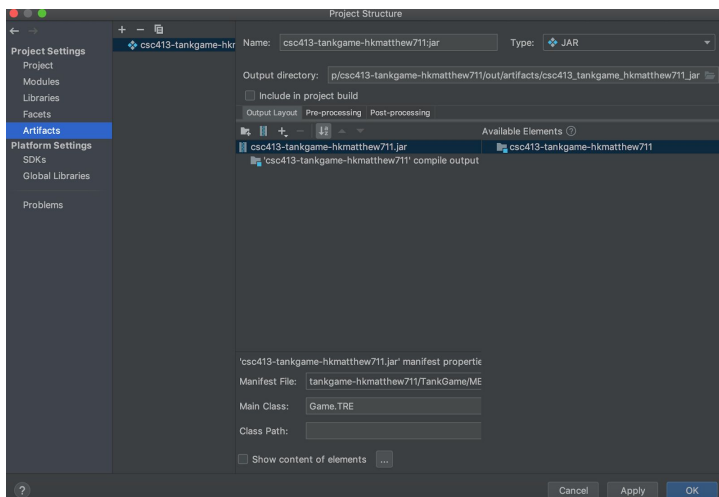 Project Structure
Project Settings
Project
Modules
Libraries
Facets
Artifacts
Platform Settings
SDKs
Global Libraries
Problems
csc413-tankgame-hkr
Name: csc413-tankgame-hkmatthew711:jar Type: JAR
Output directory: p/csc413-tankgame-hkmatthew711/out/artifacts/csc413_tankgame_hkmatthew711_jar
Include in project build
Output Layout Pre-processing Post-processing
Available Elements ?
csc413-tankgame-hkmatthew711.jar csc413-tankgame-hkmatthew711
'csc413-tankgame-hkmatthew711' compile output
'csc413-tankgame-hkmatthew711.jar' manifest propertie
Manifest File: tankgame-hkmatthew711/TankGame/ME
Main Class: Game.TRE
Class Path:
Show content of elements ...
? Cancel Apply OK